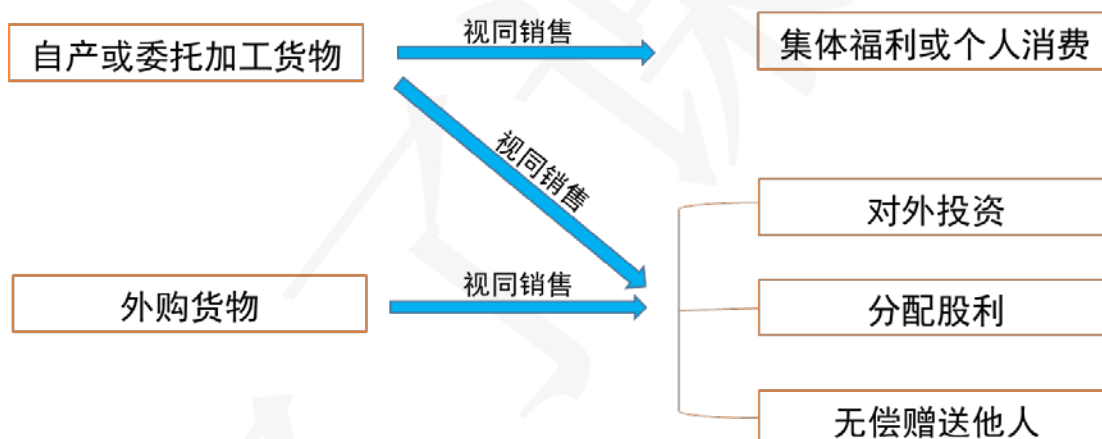 自产或委托加工货物
视同销售
集体福利或个人消费
视同销售
对外投资
外购货物
视同销售
分配股利
无偿赠送他人